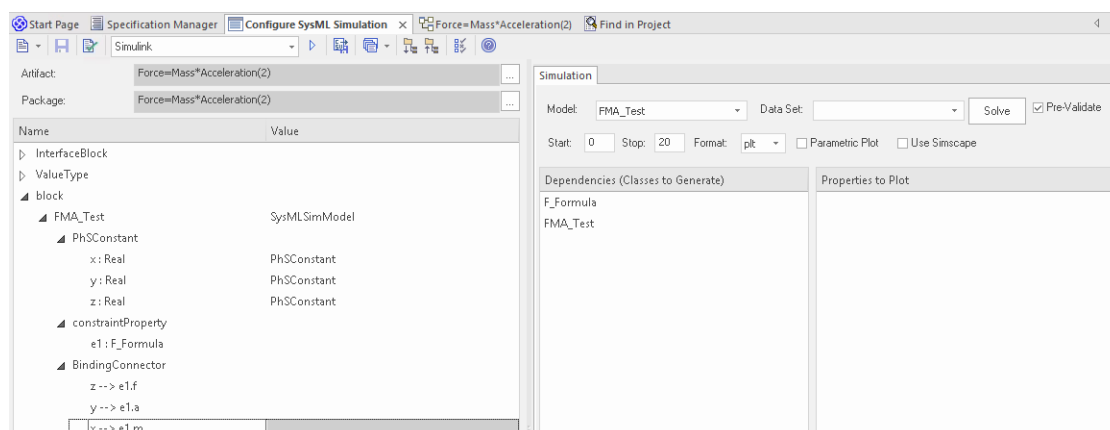 Start Page Specification Manager Configure SysML Simulation × Force=Mass*Acceleration(2) Find in Project
Simulink
Artifact: Force=Mass*Acceleration(2) ...
Package: Force=Mass*Acceleration(2) ...
Name Value
InterfaceBlock
ValueType
block
FMA_Test SysMLSimModel
PhSConstant
x : Real PhSConstant
y : Real PhSConstant
z : Real PhSConstant
constraintProperty
e1 : F_Formula
BindingConnector
z --> e1.f
y --> e1.a
x --> e1.m
Simulation
Model: FMA_Test Data Set: Solve Pre-Validate
Start: 0 Stop: 20 Format: plt Parametric Plot Use Simscape
Dependencies (Classes to Generate) Properties to Plot
F_Formula
FMA_Test